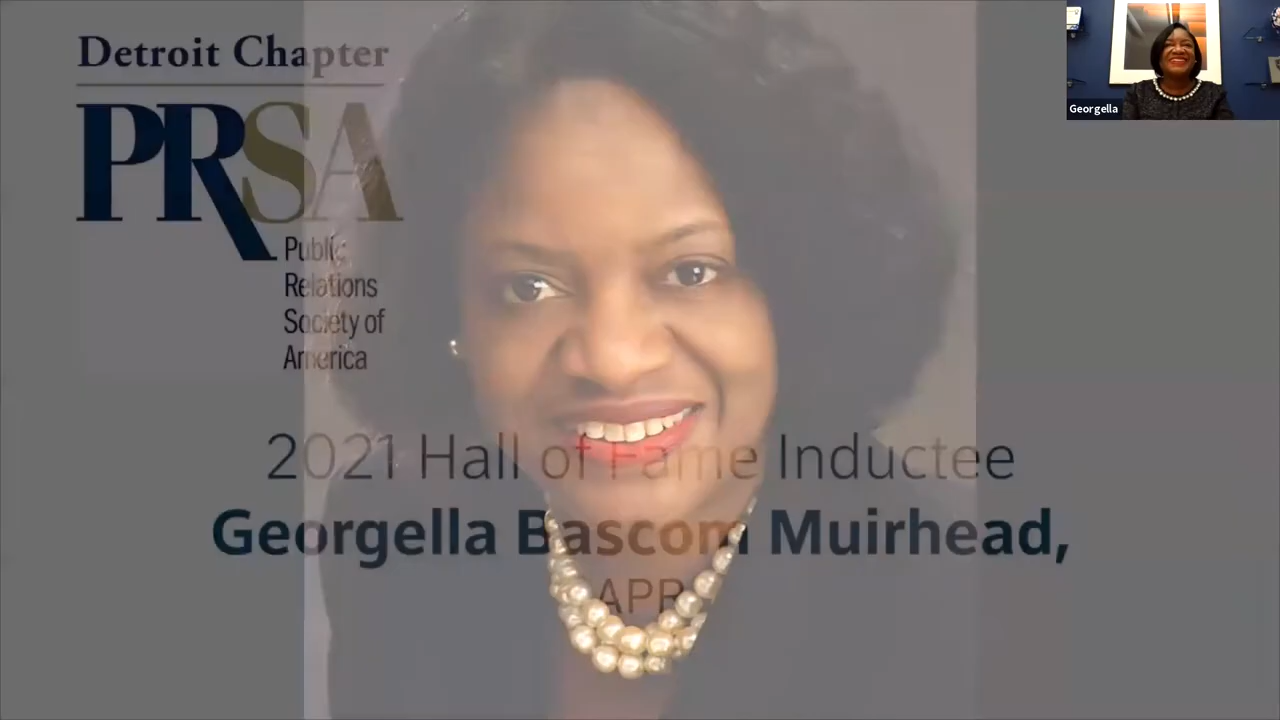 Detroit Chapter
PRSA
Public
Relations
Society of
America
Georgella
2021 Hall of Fame Inductee
Georgella Bascom Muirhead,
APR